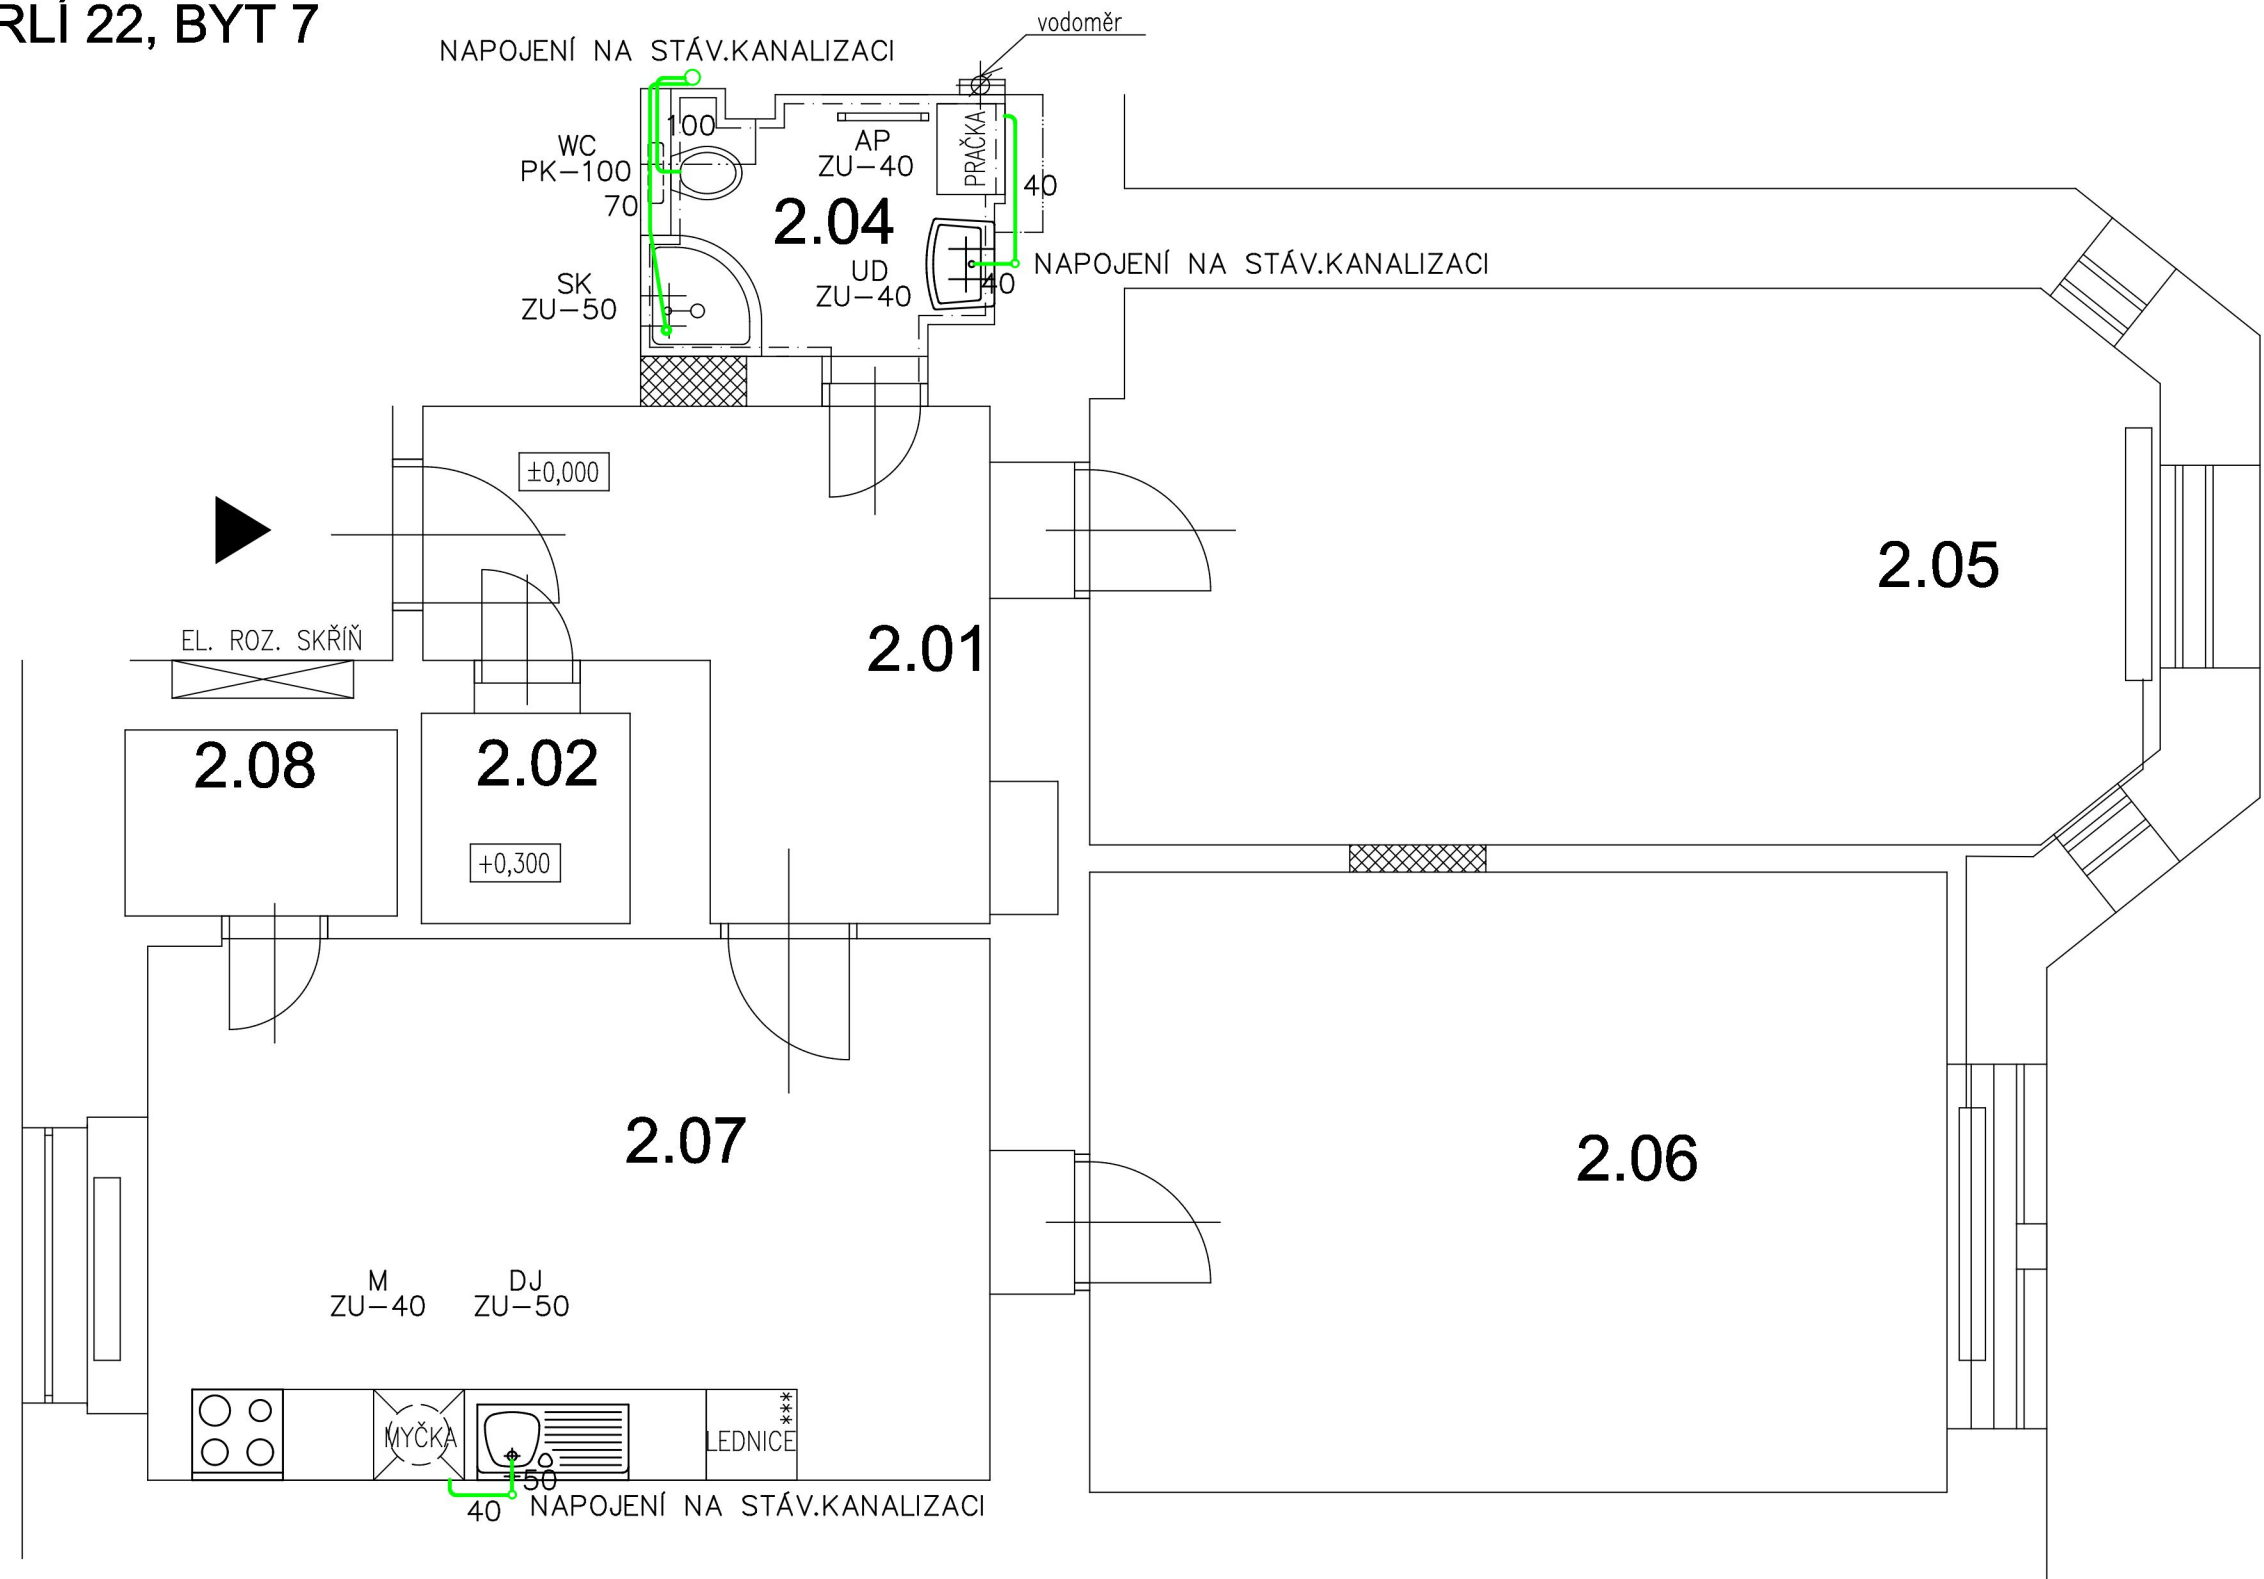 RLÍ 22, BYT 7
vodoměr
NAPOJENÍ NA STÁV.KANALIZACI
100
WC
PK-100
70
AP
ZU-40
PRAČKA
40
2.04
NAPOJENÍ NA STÁV.KANALIZACI
UD
ZU-40
40
SK
ZU-50
±0,000
2.05
EL. ROZ. SKŘÍŇ
2.01
2.08
2.02
+0,300
2.07
2.06
M
ZU-40
DJ
ZU-50
MYČKA
***
LEDNICE
50
40
NAPOJENÍ NA STÁV.KANALIZACI